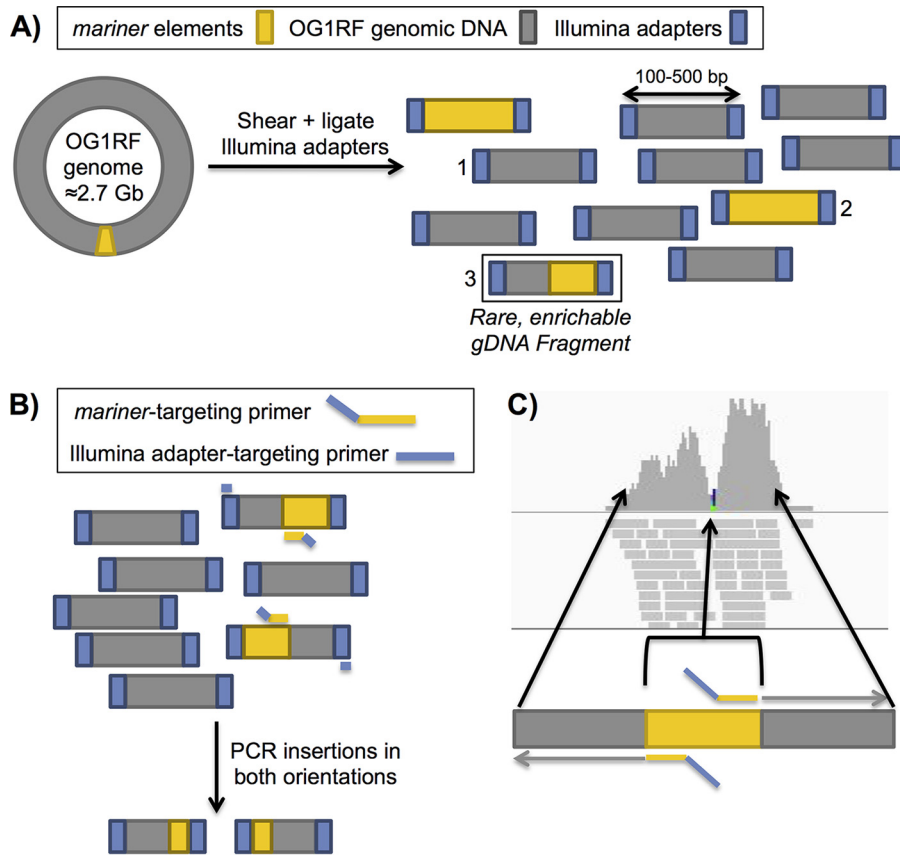 A)
mariner elements OG1RF genomic DNA Illumina adapters
OG1RF
genome
≈2.7 Gb
Shear + ligate
Illumina adapters
100-500 bp
1
2
3
Rare, enrichable
gDNA Fragment
B)
mariner-targeting primer
Illumina adapter-targeting primer
PCR insertions in
both orientations
C)